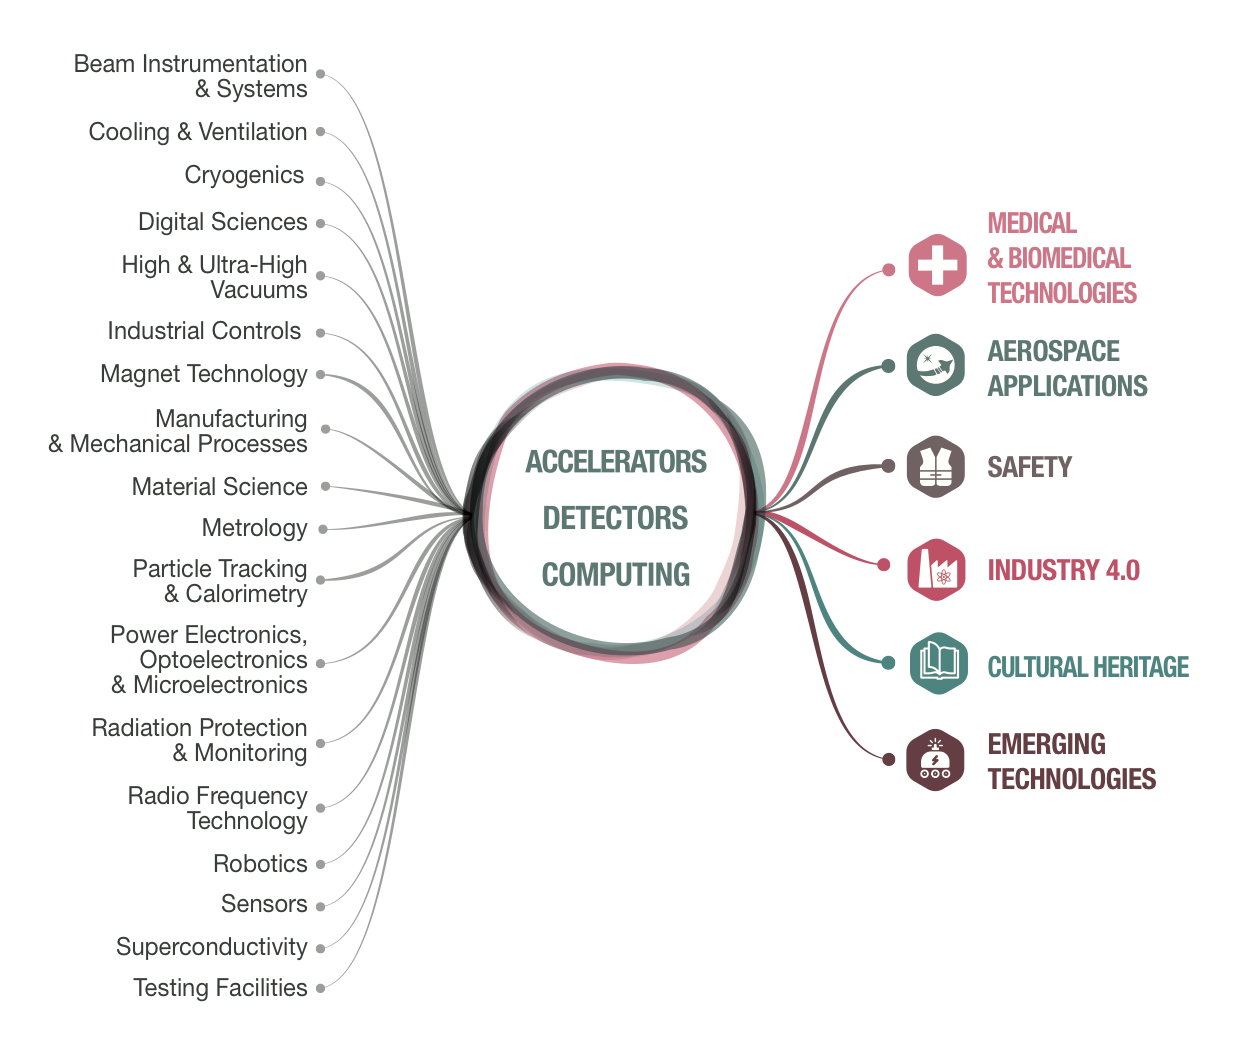 Beam Instrumentation
& Systems
Cooling & Ventilation
Cryogenics
Digital Sciences
High & Ultra-High
Vacuums
Industrial Controls
Magnet Technology
Manufacturing
& Mechanical Processes
Material Science
Metrology
Particle Tracking
& Calorimetry
Power Electronics,
Optoelectronics
& Microelectronics
Radiation Protection
& Monitoring
Radio Frequency
Technology
Robotics
Sensors
Superconductivity
Testing Facilities
ACCELERATORS
DETECTORS
COMPUTING
MEDICAL
& BIOMEDICAL
TECHNOLOGIES
AEROSPACE
APPLICATIONS
SAFETY
INDUSTRY 4.0
CULTURAL HERITAGE
EMERGING
TECHNOLOGIES